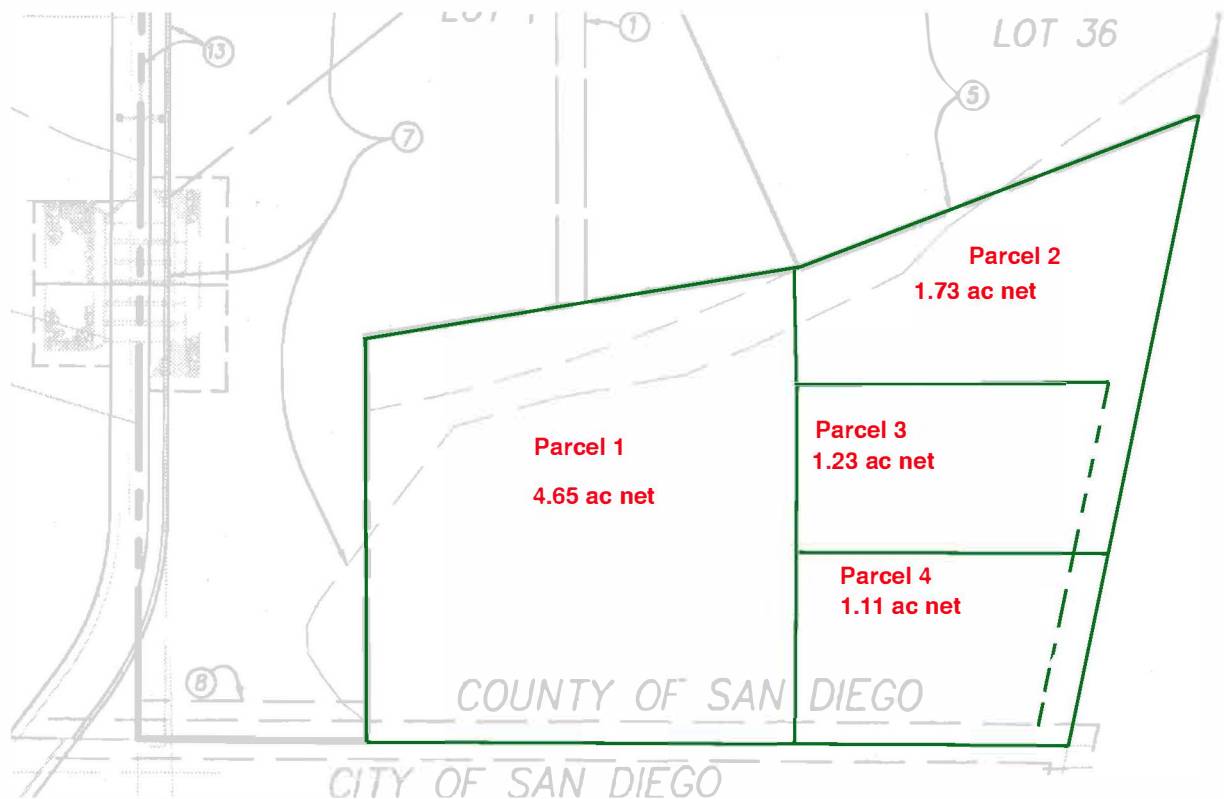 1
LOT 36
13
5
7
Parcel 2
1.73 ac net
Parcel 3
1.23 ac net
Parcel 1
4.65 ac net
Parcel 4
1.11 ac net
8
COUNTY OF SAN DIEGO
CITY OF SAN DIEGO